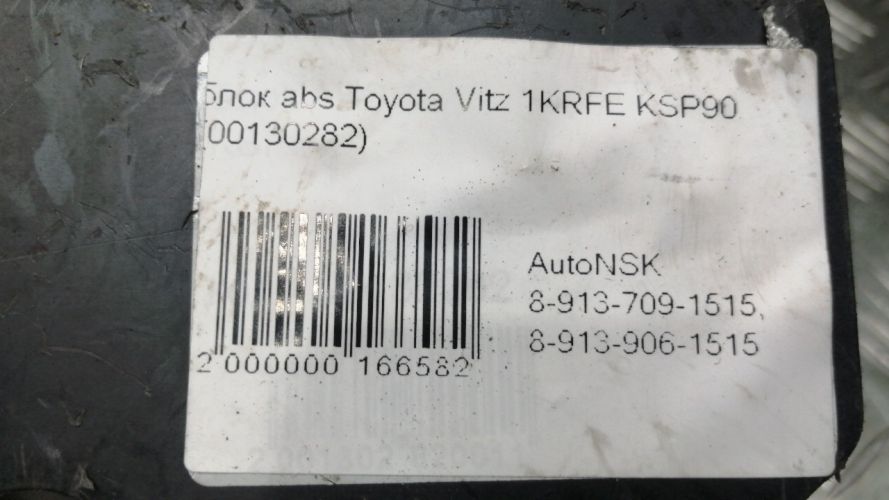 блок abs Toyota Vitz 1KRFE KSP90
(00130282)
AutoNSK
8-913-709-1515,
8-913-906-1515
2 000000 166582